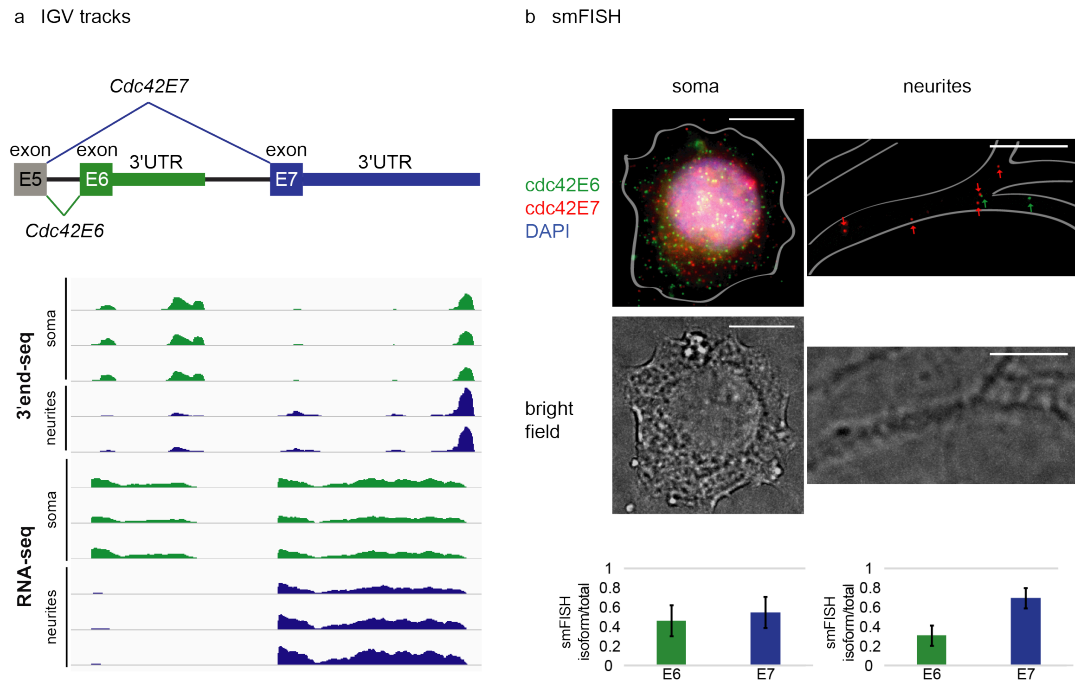 a IGV tracks
Cdc42E7
exon
exon
exon
3'UTR
3'UTR
E5
E6
E7
Cdc42E6
3'end-seq
soma
neurites
RNA-seq
soma
neurites
b smFISH
soma
neurites
cdc42E6
cdc42E7
DAPI
bright
field
smFISH
isoform/total
1
0.8
0.6
0.4
0.2
0
E6
E7
smFISH
isoform/total
1
0.8
0.6
0.4
0.2
0
E6
E7